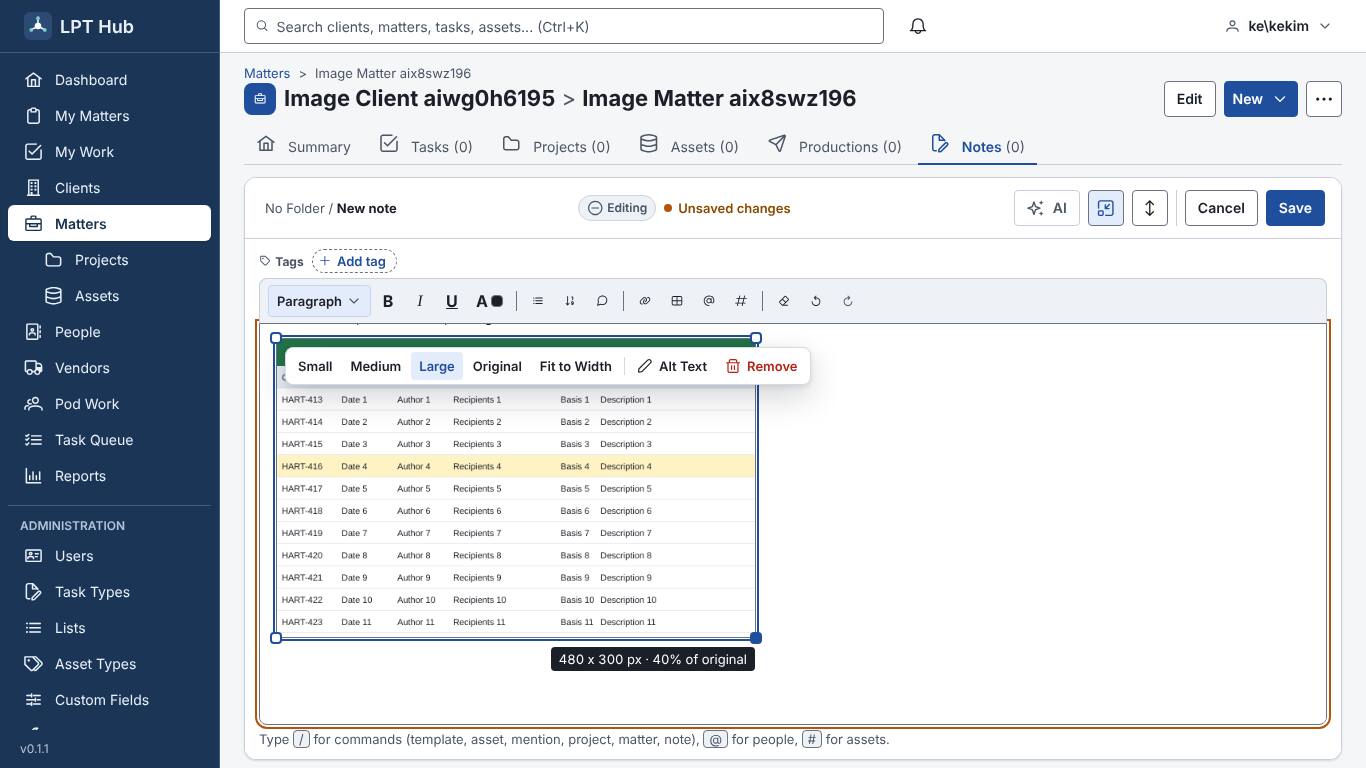 LPT Hub
Search clients, matters, tasks, assets... (Ctrl+K)
ke\kekim
Dashboard
My Matters
My Work
Clients
Matters
Projects
Assets
People
Vendors
Pod Work
Task Queue
Reports
ADMINISTRATION
Users
Task Types
Lists
Asset Types
Custom Fields
v0.1.1
Matters > Image Matter aix8swz196
Image Client aiwg0h6195 > Image Matter aix8swz196
Edit
New
Summary
Tasks (0)
Projects (0)
Assets (0)
Productions (0)
Notes (0)
No Folder / New note
Editing
Unsaved changes
AI
Cancel
Save
Tags
+ Add tag
Paragraph
B I U A
@ #
Small Medium Large Original Fit to Width Alt Text Remove
HART-413 Date 1 Author 1 Recipients 1 Basis 1 Description 1
HART-414 Date 2 Author 2 Recipients 2 Basis 2 Description 2
HART-415 Date 3 Author 3 Recipients 3 Basis 3 Description 3
HART-416 Date 4 Author 4 Recipients 4 Basis 4 Description 4
HART-417 Date 5 Author 5 Recipients 5 Basis 5 Description 5
HART-418 Date 6 Author 6 Recipients 6 Basis 6 Description 6
HART-419 Date 7 Author 7 Recipients 7 Basis 7 Description 7
HART-420 Date 8 Author 8 Recipients 8 Basis 8 Description 8
HART-421 Date 9 Author 9 Recipients 9 Basis 9 Description 9
HART-422 Date 10 Author 10 Recipients 10 Basis 10 Description 10
HART-423 Date 11 Author 11 Recipients 11 Basis 11 Description 11
480 x 300 px · 40% of original
Type / for commands (template, asset, mention, project, matter, note), @ for people, # for assets.